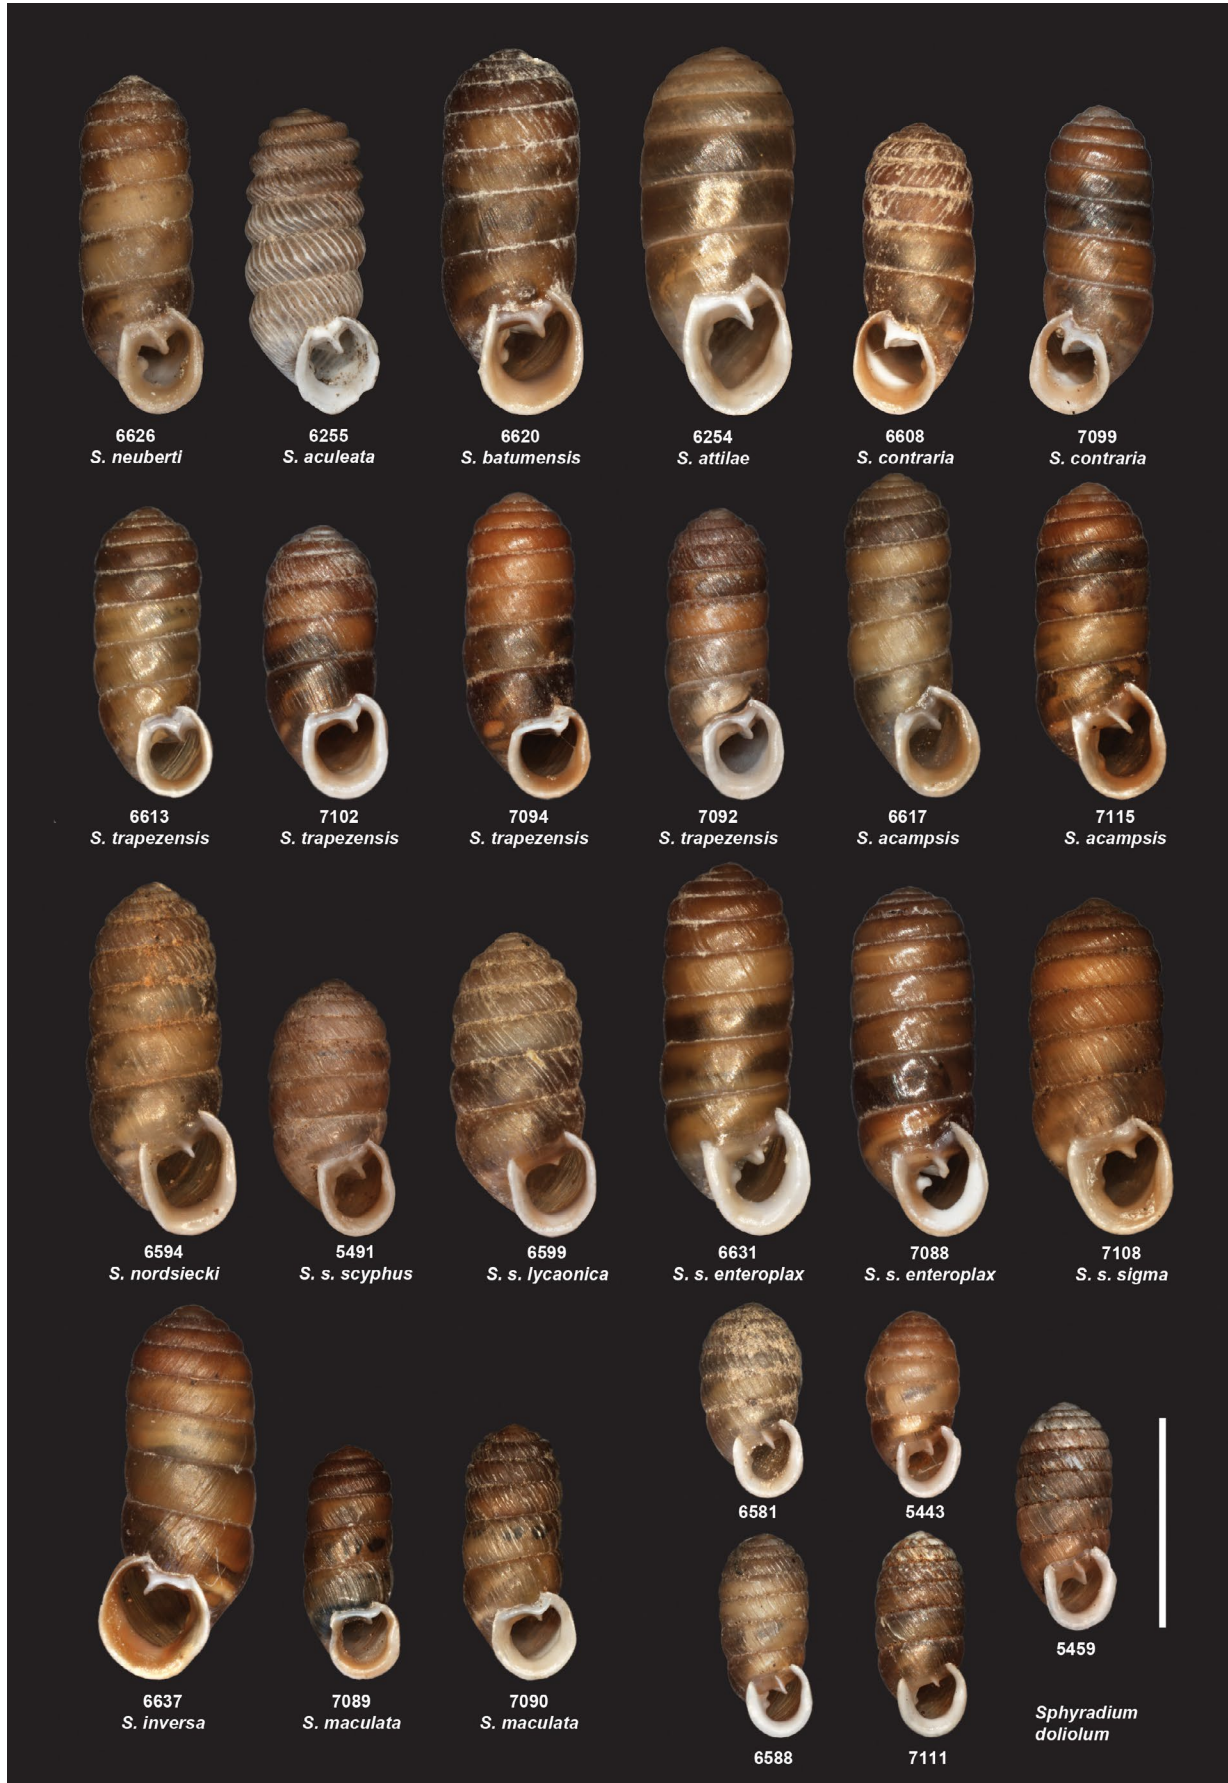 6626
S. neuberti
6255
S. aculeata
6620
S. batumensis
6254
S. attilae
6608
S. contraria
7099
S. contraria
6613
S. trapezensis
7102
S. trapezensis
7094
S. trapezensis
7092
S. trapezensis
6617
S. acampsis
7115
S. acampsis
6594
S. nordsiecki
5491
S. s. scyphus
6599
S. s. lycaonica
6631
S. s. enteroplax
7088
S. s. enteroplax
7108
S. s. sigma
6637
S. inversa
7089
S. maculata
7090
S. maculata
6581
5443
5459
6588
7111
Sphyradium
doliolum